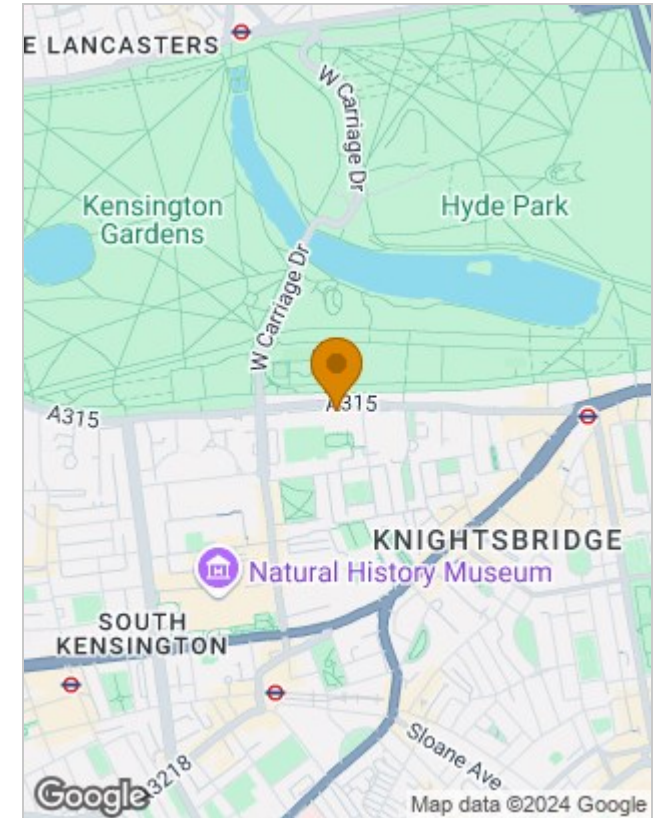 E LANCASTERS
W Carriage Dr
Kensington
Gardens
Hyde Park
W Carriage Dr
A315
A315
KNIGHTSBRIDGE
Natural History Museum
SOUTH
KENSINGTON
Sloane Ave
A3218
Google
Map data ©2024 Google